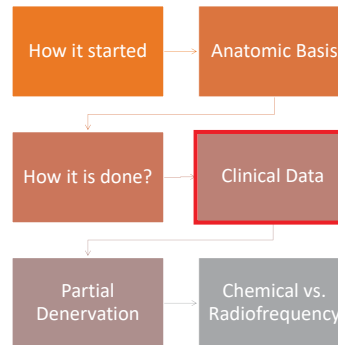 How it started
Anatomic Basis
How it is done?
Clinical Data
Partial
Denervation
Chemical vs.
Radiofrequency